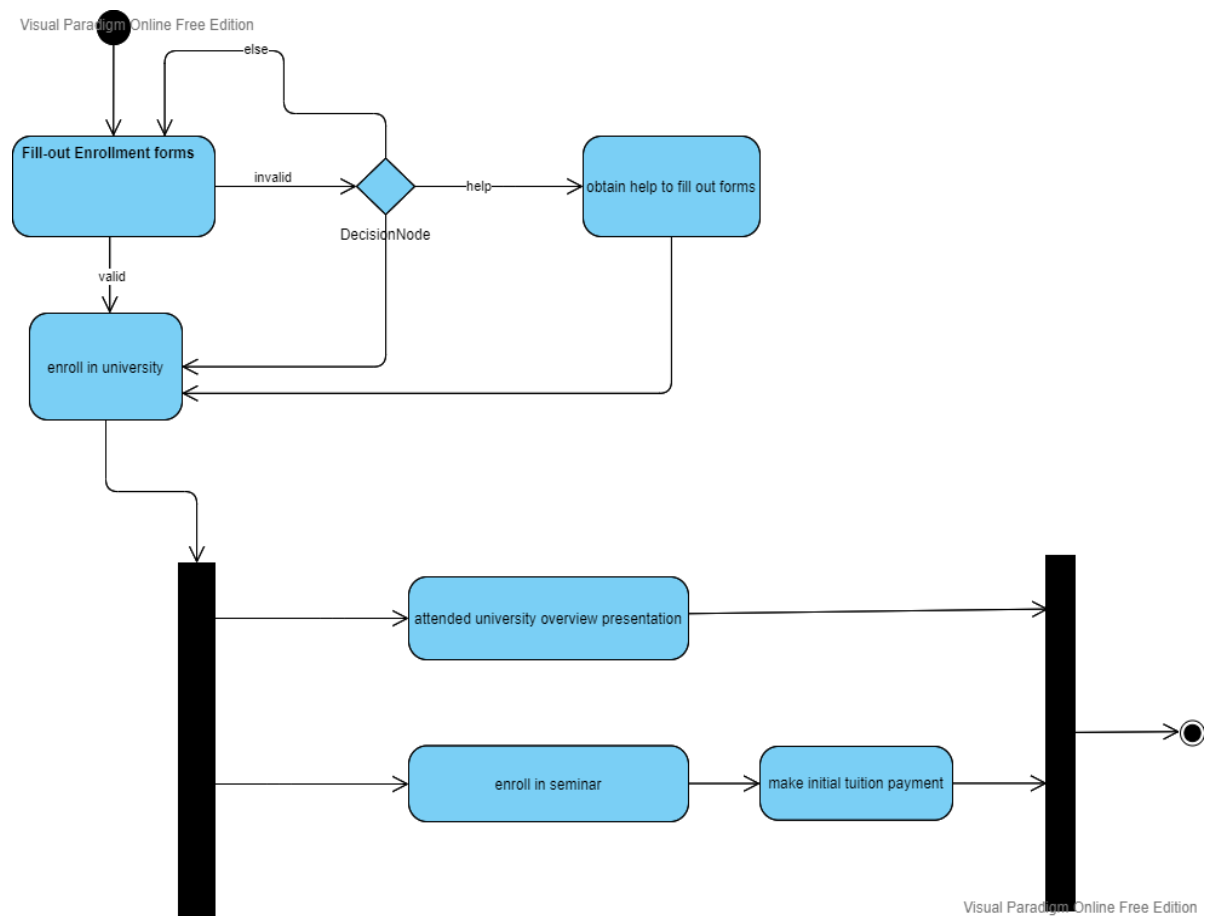 Visual Paradigm Online Free Edition
else
Fill-out Enrollment forms
invalid
help
obtain help to fill out forms
DecisionNode
valid
enroll in university
attended university overview presentation
enroll in seminar
make initial tuition payment
Visual Paradigm Online Free Edition